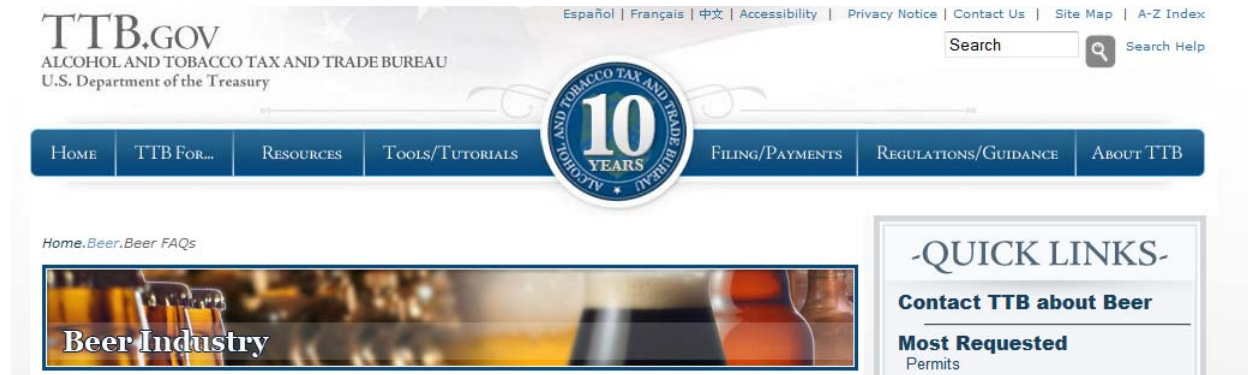 Español | Français | 中文 | Accessibility | Privacy Notice | Contact Us | Site Map | A-Z Index
TTB.GOV
ALCOHOL AND TOBACCO TAX AND TRADE BUREAU
U.S. Department of the Treasury
Search
Search Help
ALCOHOL AND TOBACCO TAX AND TRADE BUREAU
10
YEARS
HOME
TTB FOR...
RESOURCES
TOOLS/TUTORIALS
FILING/PAYMENTS
REGULATIONS/GUIDANCE
ABOUT TTB
Home.Beer.Beer FAQs
Beer Industry
-QUICK LINKS-
Contact TTB about Beer
Most Requested
Permits